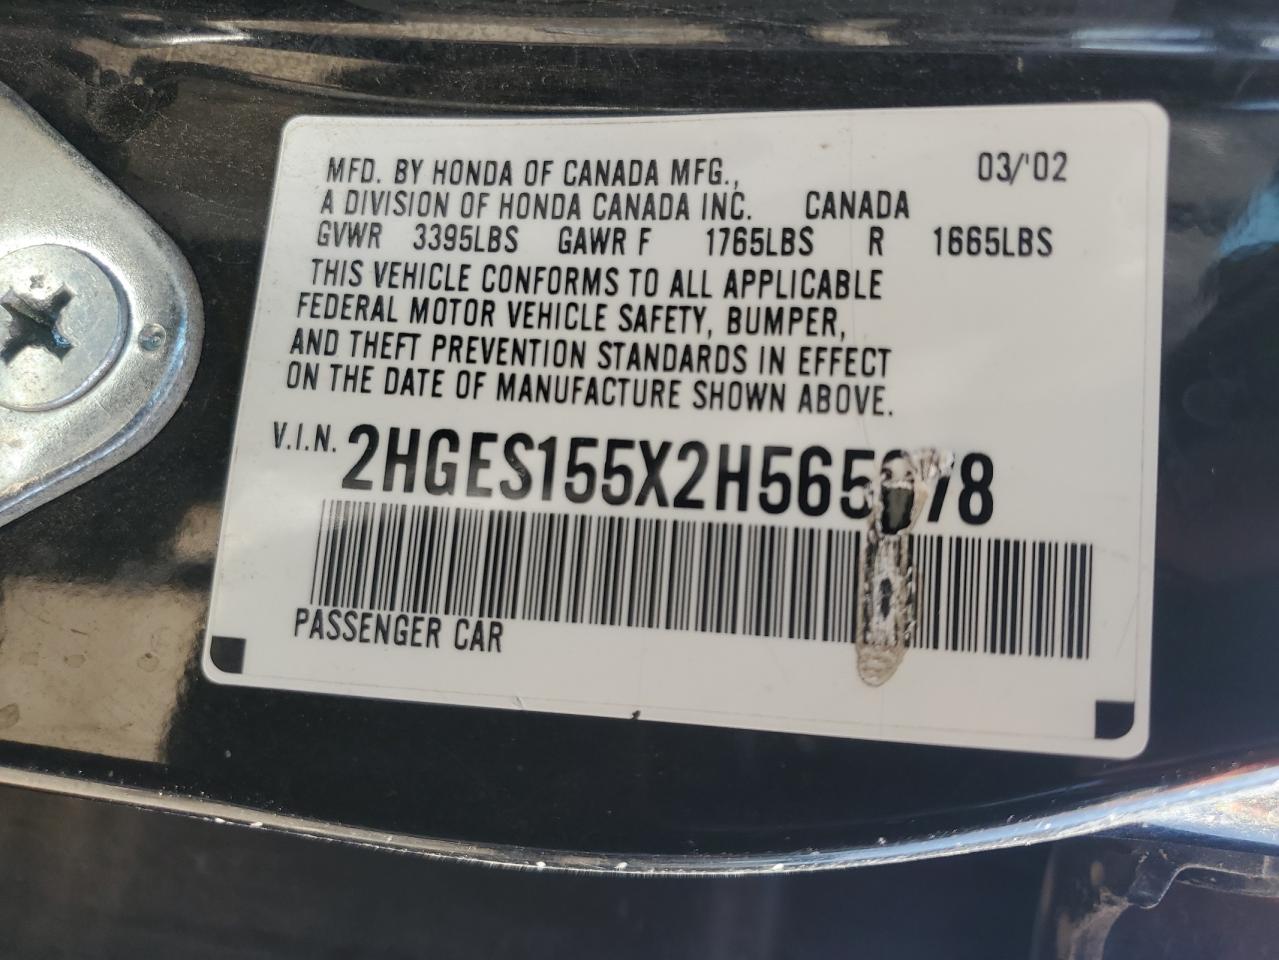 MFD. BY HONDA OF CANADA MFG., 03/'02
A DIVISION OF HONDA CANADA INC. CANADA
GVWR 3395LBS GAWR F 1765LBS R 1665LBS
THIS VEHICLE CONFORMS TO ALL APPLICABLE
FEDERAL MOTOR VEHICLE SAFETY, BUMPER,
AND THEFT PREVENTION STANDARDS IN EFFECT
ON THE DATE OF MANUFACTURE SHOWN ABOVE.
V.I.N.
PASSENGER CAR